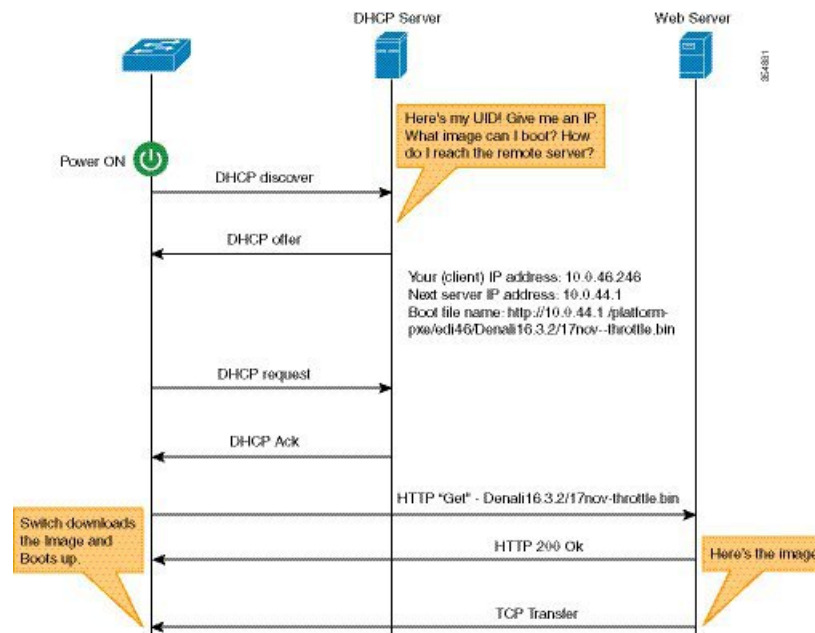 DHCP Server
Web Server
354831
Here's my UID! Give me an IP.
What image can I boot? How
do I reach the remote server?
Power ON
DHCP discover
DHCP offer
Your (client) IP address: 10.0.46.246
Next server IP address: 10.0.44.1
Boot file name: http://10.0.44.1 /platform-
pxe/edi46/Denali16.3.2/17nov--throttle.bin
DHCP request
DHCP Ack
HTTP "Get" - Denali16.3.2/17nov-throttle.bin
Switch downloads
the Image and
Boots up.
HTTP 200 Ok
Here's the image
TCP Transfer